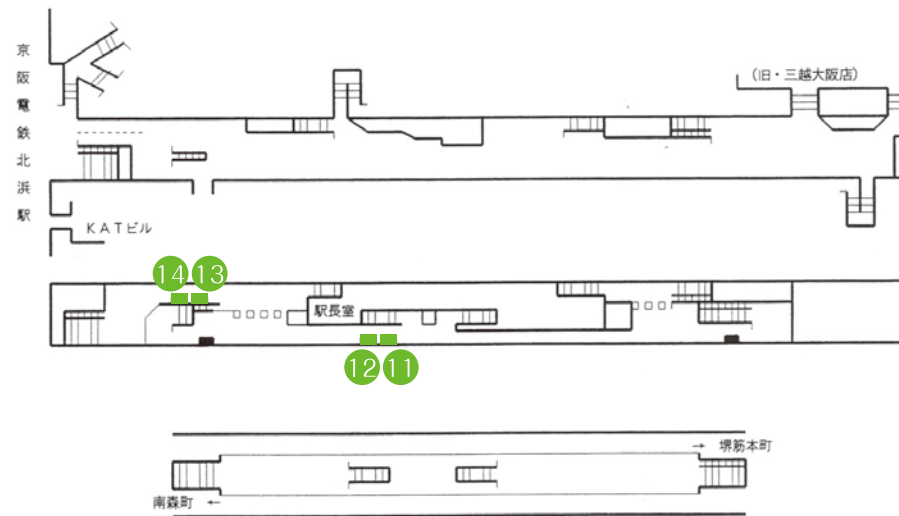 京阪電鉄北浜駅
(旧・三越大阪店)
KATビル
14 13
駅長室
12 11
→ 堺筋本町
南森町 ←